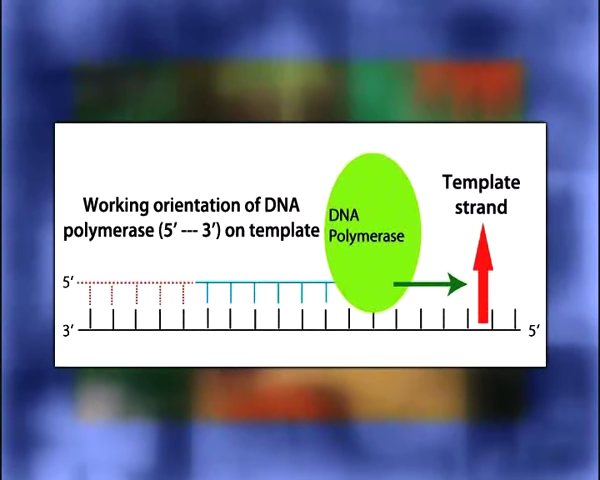 Template
strand
Working orientation of DNA
polymerase (5' --- 3') on template
DNA
Polymerase
5'
3'
5'